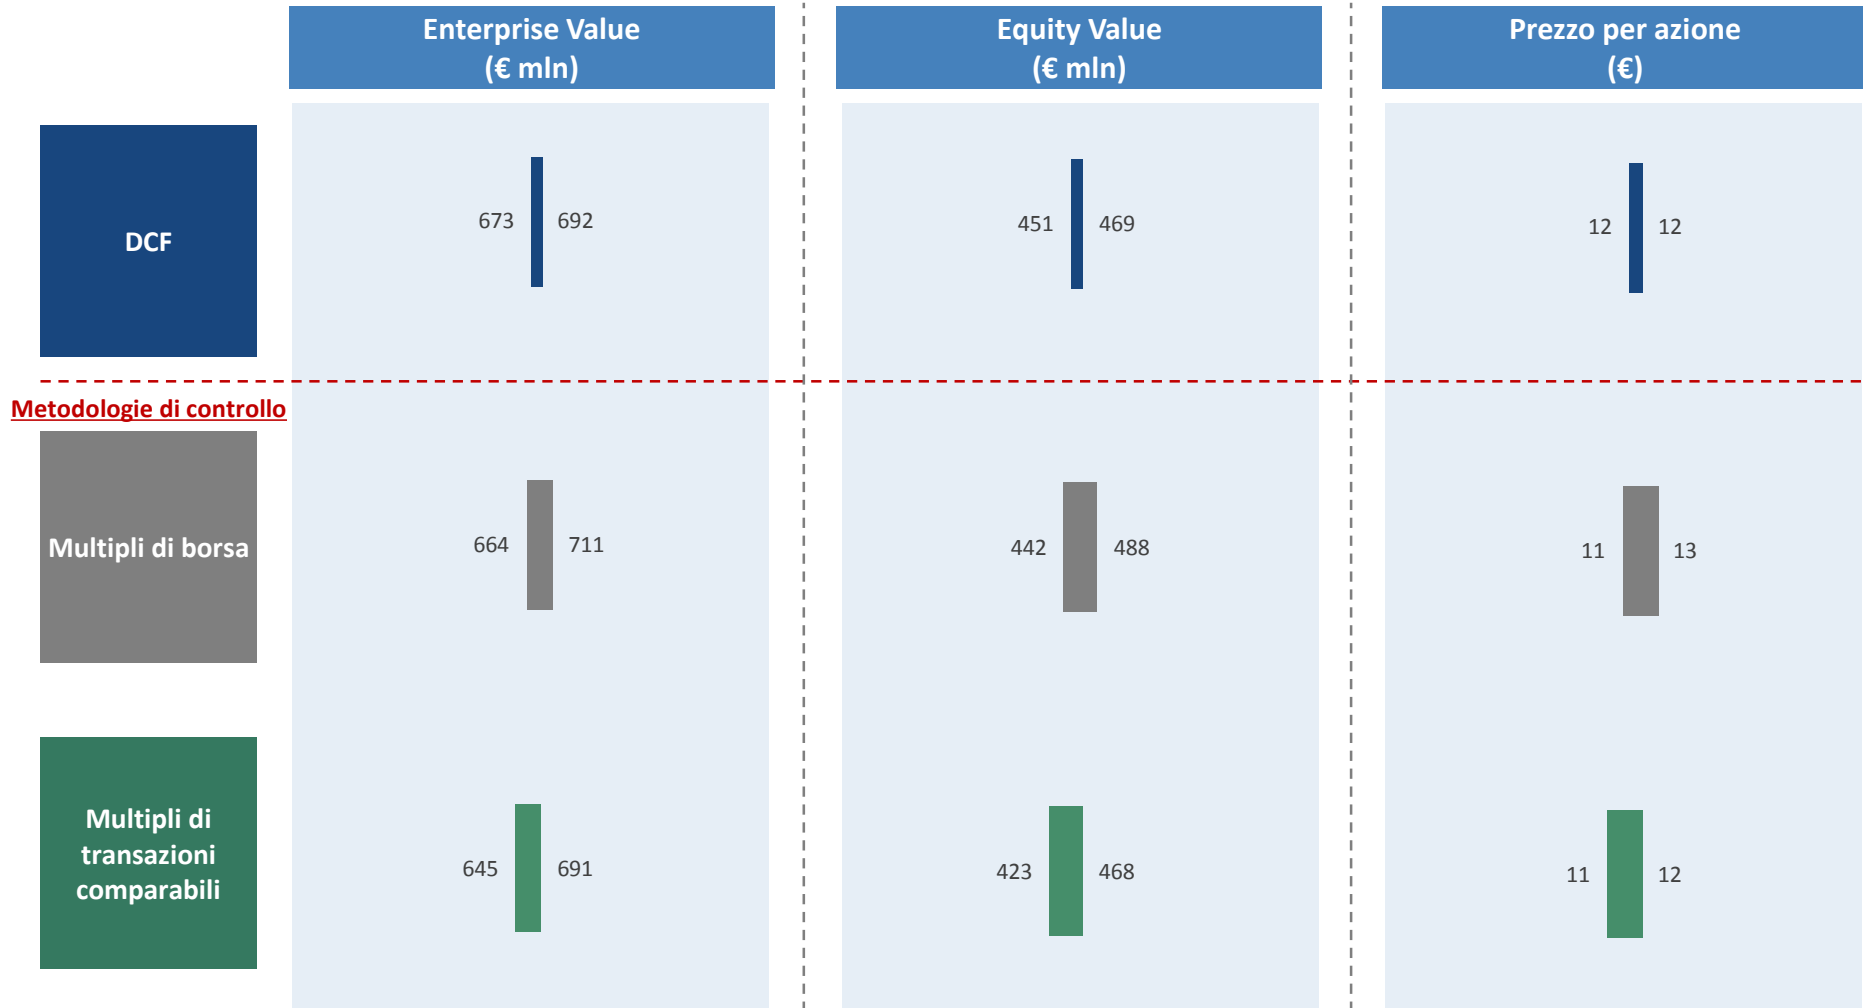 Enterprise Value
(€ mln)
Equity Value
(€ mln)
Prezzo per azione
(€)
DCF
673
692
451
469
12
12
Metodologie di controllo
Multipli di borsa
664
711
442
488
11
13
Multipli di
transazioni
comparabili
645
691
423
468
11
12